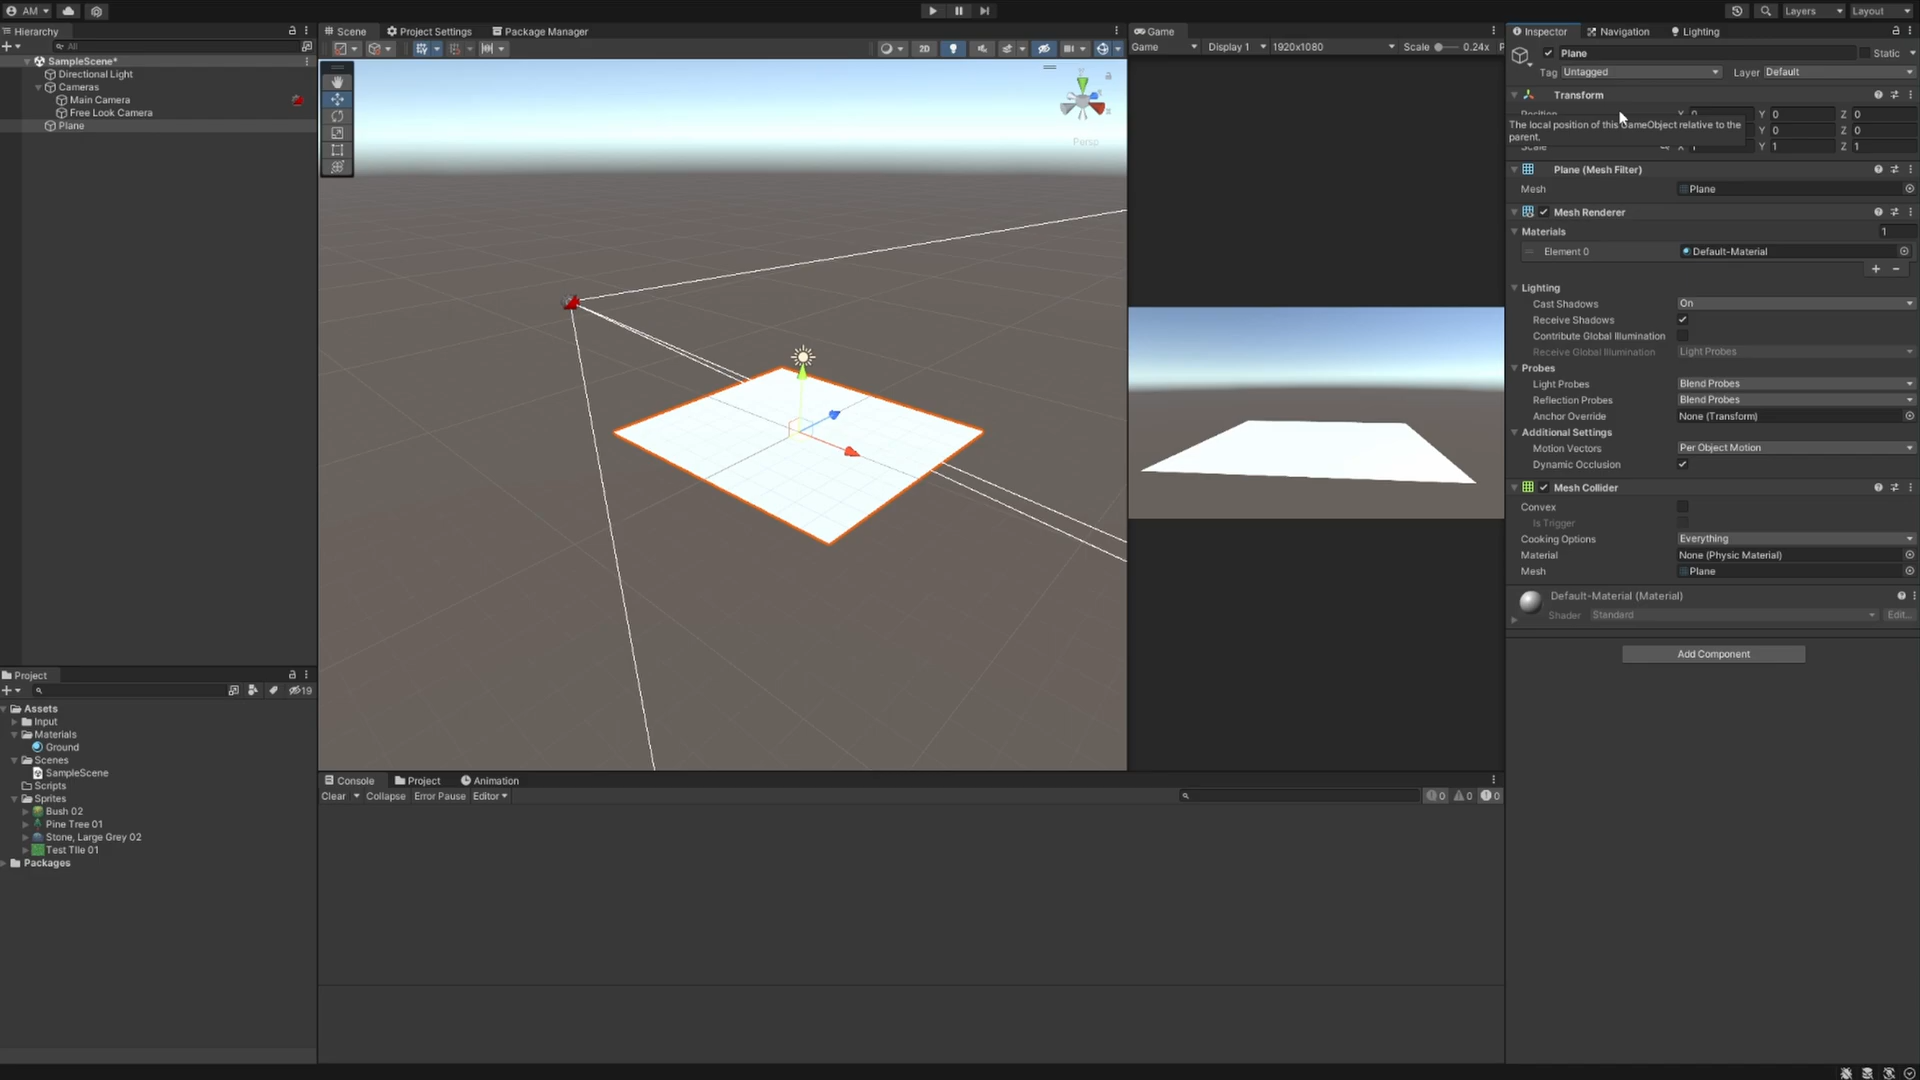 AM
Layers
Layout
Hierarchy
All
SampleScene*
Directional Light
Cameras
Main Camera
Free Look Camera
Plane
Scene
Project Settings
Package Manager
2D
Persp
Game
Game
Display 1
1920x1080
Scale
0.24x
P
Inspector
Navigation
Lighting
Plane
Static
Tag
Untagged
Layer
Default
Transform
Y 0
Z 0
The local position of this GameObject relative to the
parent.
Y 0
Z 0
Scale
X 1
Y 1
Z 1
Plane (Mesh Filter)
Mesh
Plane
Mesh Renderer
Materials
1
Element 0
Default-Material
Lighting
Cast Shadows
On
Receive Shadows
Contribute Global Illumination
Receive Global Illumination
Light Probes
Probes
Light Probes
Blend Probes
Reflection Probes
Blend Probes
Anchor Override
None (Transform)
Additional Settings
Motion Vectors
Per Object Motion
Dynamic Occlusion
Mesh Collider
Convex
Is Trigger
Cooking Options
Everything
Material
None (Physic Material)
Mesh
Plane
Default-Material (Material)
Shader
Standard
Edit...
Add Component
Project
19
Assets
Input
Materials
Ground
Scenes
SampleScene
Scripts
Sprites
Bush 02
Pine Tree 01
Stone, Large Grey 02
Test TIle 01
Packages
Console
Project
Animation
Clear
Collapse
Error Pause
Editor
0
0
0